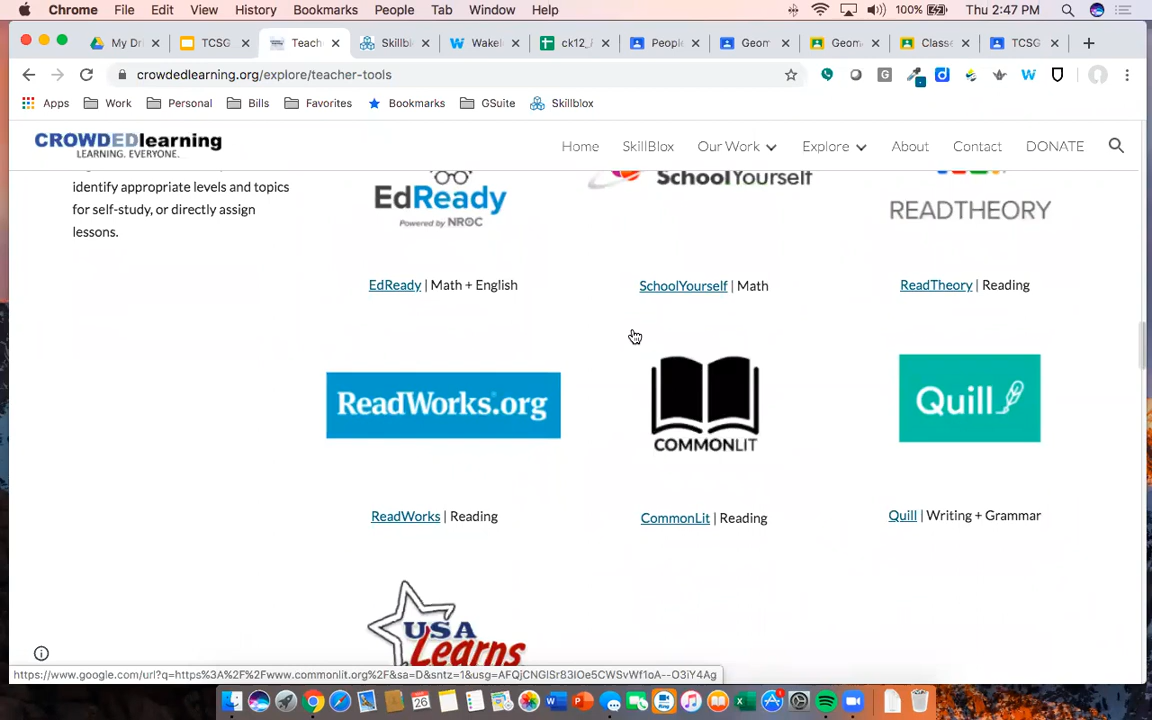 Chrome File Edit View History Bookmarks People Tab Window Help 100% Thu 2:47 PM
My Dri TCSG Teach Skillbl Wakel ck12_i People Geom Geom Classe TCSG
crowdedlearning.org/explore/teacher-tools
Apps Work Personal Bills Favorites Bookmarks GSuite Skillblox
CROWDEDlearning
LEARNING. EVERYONE.
Home SkillBlox Our Work Explore About Contact DONATE
identify appropriate levels and topics
for self-study, or directly assign
lessons.
EdReady
Powered by NROC
SCHOOLYOURSELF
READTHEORY
EdReady | Math + English
SchoolYourself | Math
ReadTheory | Reading
ReadWorks.org
COMMONLIT
Quill
ReadWorks | Reading
CommonLit | Reading
Quill | Writing + Grammar
USA
Learns
https://www.google.com/url?q=https%3A%2F%2Fwww.commonlit.org%2F&sa=D&sntz=1&usg=AFQjCNGISr83IOe5CWSvWf1oA--O3iY4Ag